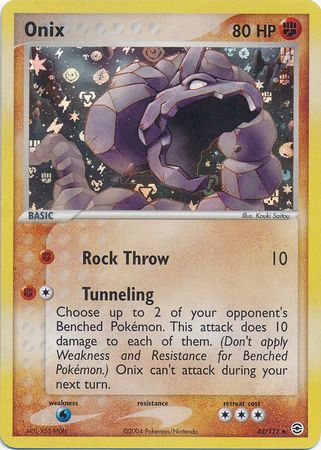 Onix 80 HP
BASIC Illus. Kouki Saitou
Rock Throw 10
Tunneling
Choose up to 2 of your opponent's
Benched Pokémon. This attack does 10
damage to each of them. (Don't apply
Weakness and Resistance for Benched
Pokémon.) Onix can't attack during your
next turn.
weakness resistance retreat cost
©2004 Pokémon/Nintendo 42/112